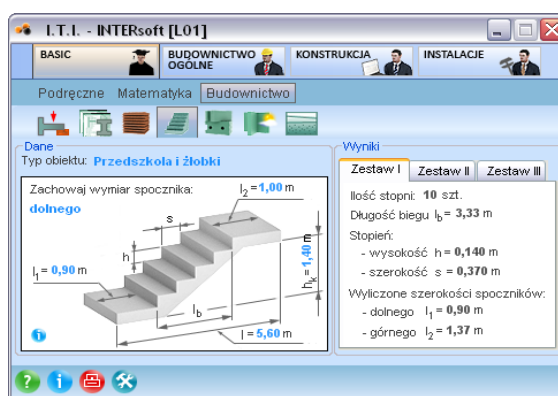 I.T.I. - INTERsoft [L01]
BASIC
BUDOWNICTWO OGÓLNE
KONSTRUKCJA
INSTALACJE
Podręczne Matematyka Budownictwo
Dane
Typ obiektu: Przedszkola i żłobki
Zachowaj wymiar spocznika:
dolnego
l2 =1,00 m
s
h
l1 =0,90 m
hk =1,40 m
lb
l =5,60 m
Wyniki
Zestaw I Zestaw II Zestaw III
Ilość stopni: 10 szt.
Długość biegu lb = 3,33 m
Stopień:
- wysokość h = 0,140 m
- szerokość s = 0,370 m
Wyliczone szerokości spoczników:
- dolnego l1 = 0,90 m
- górnego l2 = 1,37 m